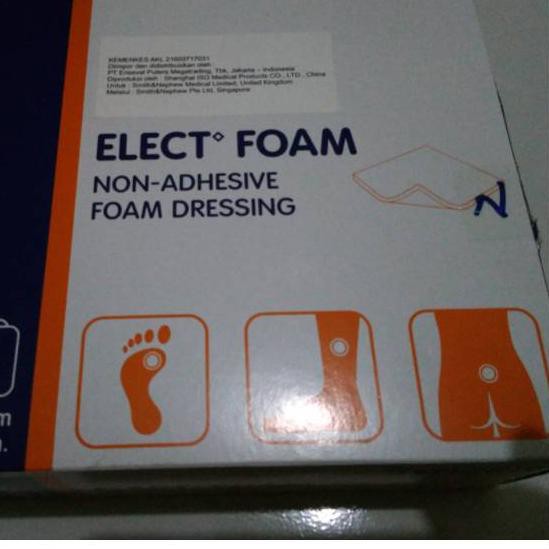 KEMENKES AKL 21603717031
Diimpor dan didistribusikan oleh :
PT Enseval Putera Megatrading, Tbk, Jakarta – Indonesia
Diproduksi oleh : Shanghai ISO Medical Products CO., LTD., China
Untuk : Smith&Nephew Medical Limited, United Kingdom
Melalui : Smith&Nephew Pte Ltd, Singapore
ELECT◊ FOAM
NON-ADHESIVE
FOAM DRESSING
N
m